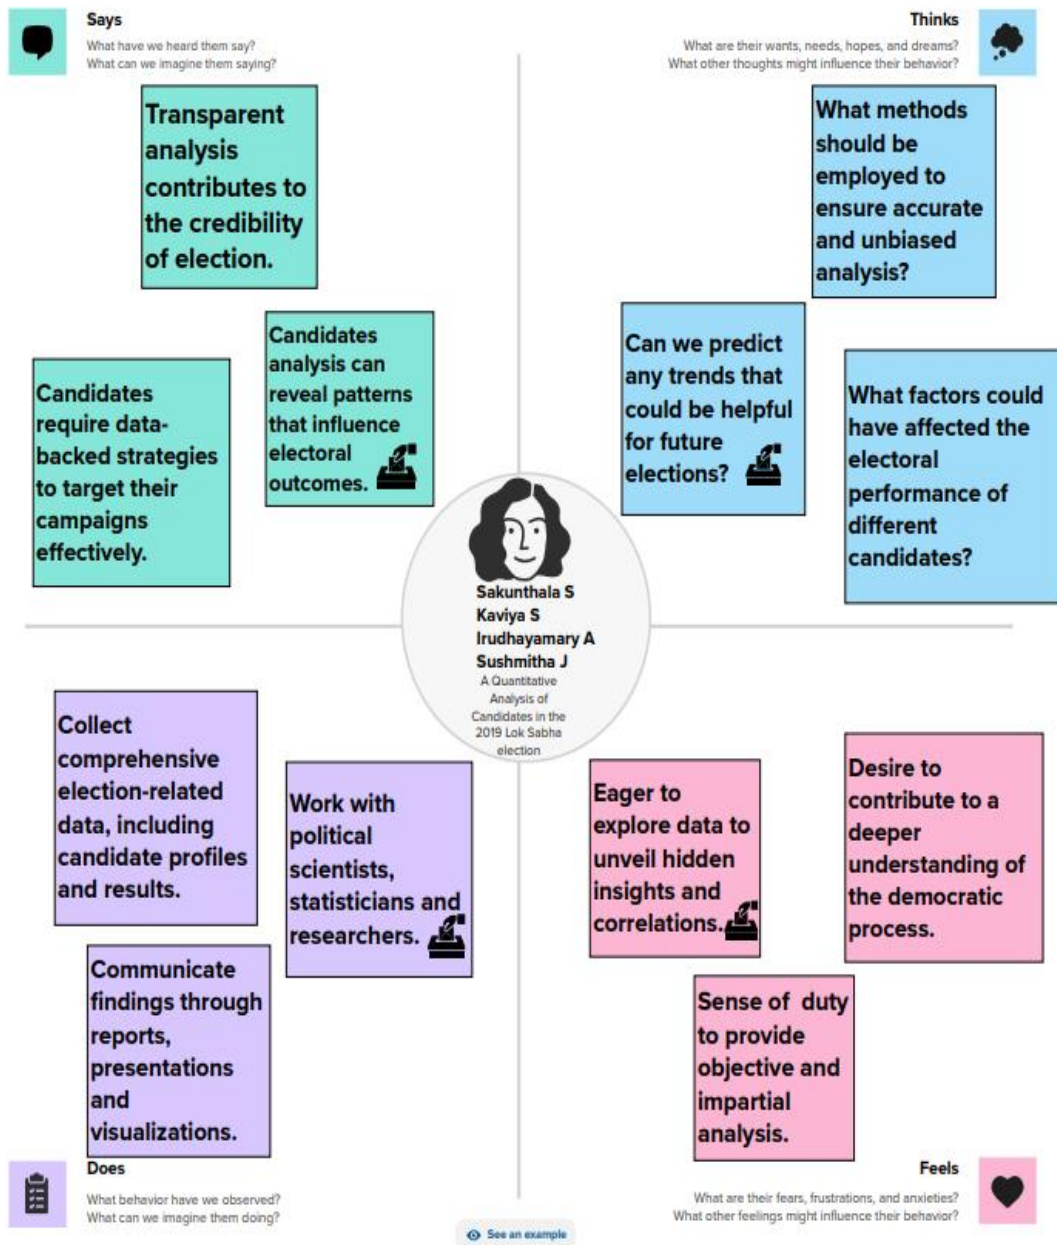 Says
What have we heard them say?
What can we imagine them saying?
Thinks
What are their wants, needs, hopes, and dreams?
What other thoughts might influence their behavior?
Transparent
analysis
contributes to
the credibility
of election.
Candidates
analysis can
reveal patterns
that influence
electoral
outcomes.
Candidates
require data-
backed strategies
to target their
campaigns
effectively.
What methods
should be
employed to
ensure accurate
and unbiased
analysis?
Can we predict
any trends that
could be helpful
for future
elections?
What factors could
have affected the
electoral
performance of
different
candidates?
Sakunthala S
Kaviya S
Irudhayamary A
Sushmitha J
A Quantitative
Analysis of
Candidates in the
2019 Lok Sabha
election
Collect
comprehensive
election-related
data, including
candidate profiles
and results.
Work with
political
scientists,
statisticians and
researchers.
Communicate
findings through
reports,
presentations
and
visualizations.
Eager to
explore data to
unveil hidden
insights and
correlations.
Desire to
contribute to a
deeper
understanding of
the democratic
process.
Sense of duty
to provide
objective and
impartial
analysis.
Does
What behavior have we observed?
What can we imagine them doing?
Feels
What are their fears, frustrations, and anxieties?
What other feelings might influence their behavior?
See an example